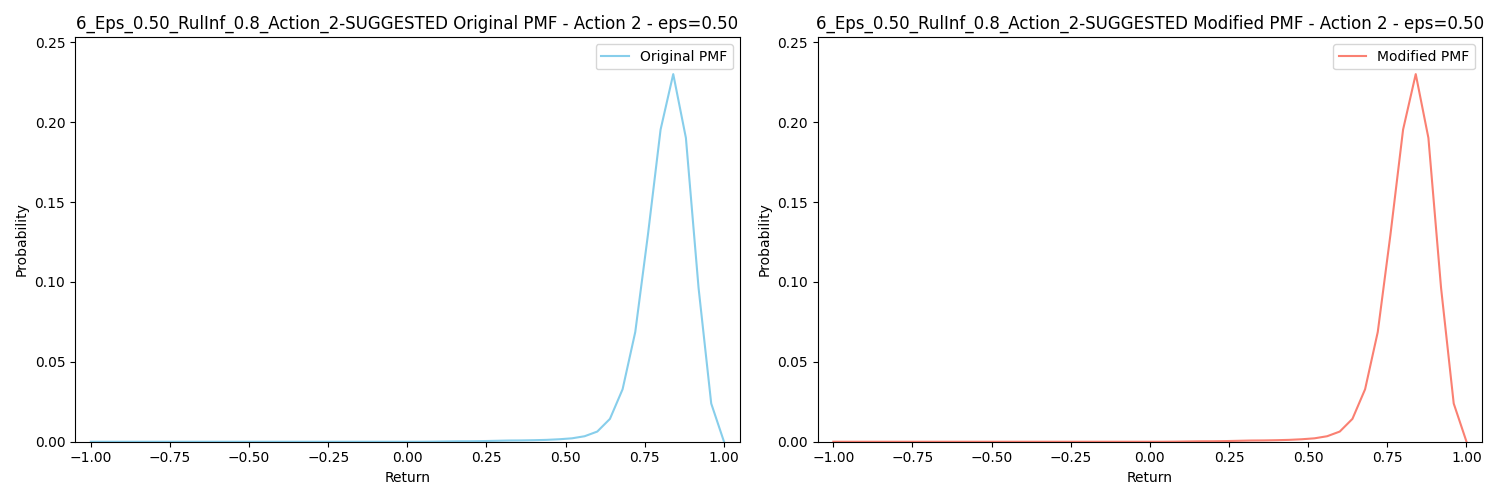 6_Eps_0.50_RulInf_0.8_Action_2-SUGGESTED Original PMF - Action 2 - eps=0.50
Original PMF
0.25
0.20
0.15
0.10
0.05
0.00
Probability
−1.00 −0.75 −0.50 −0.25 0.00 0.25 0.50 0.75 1.00
Return
6_Eps_0.50_RulInf_0.8_Action_2-SUGGESTED Modified PMF - Action 2 - eps=0.50
Modified PMF
0.25
0.20
0.15
0.10
0.05
0.00
Probability
−1.00 −0.75 −0.50 −0.25 0.00 0.25 0.50 0.75 1.00
Return